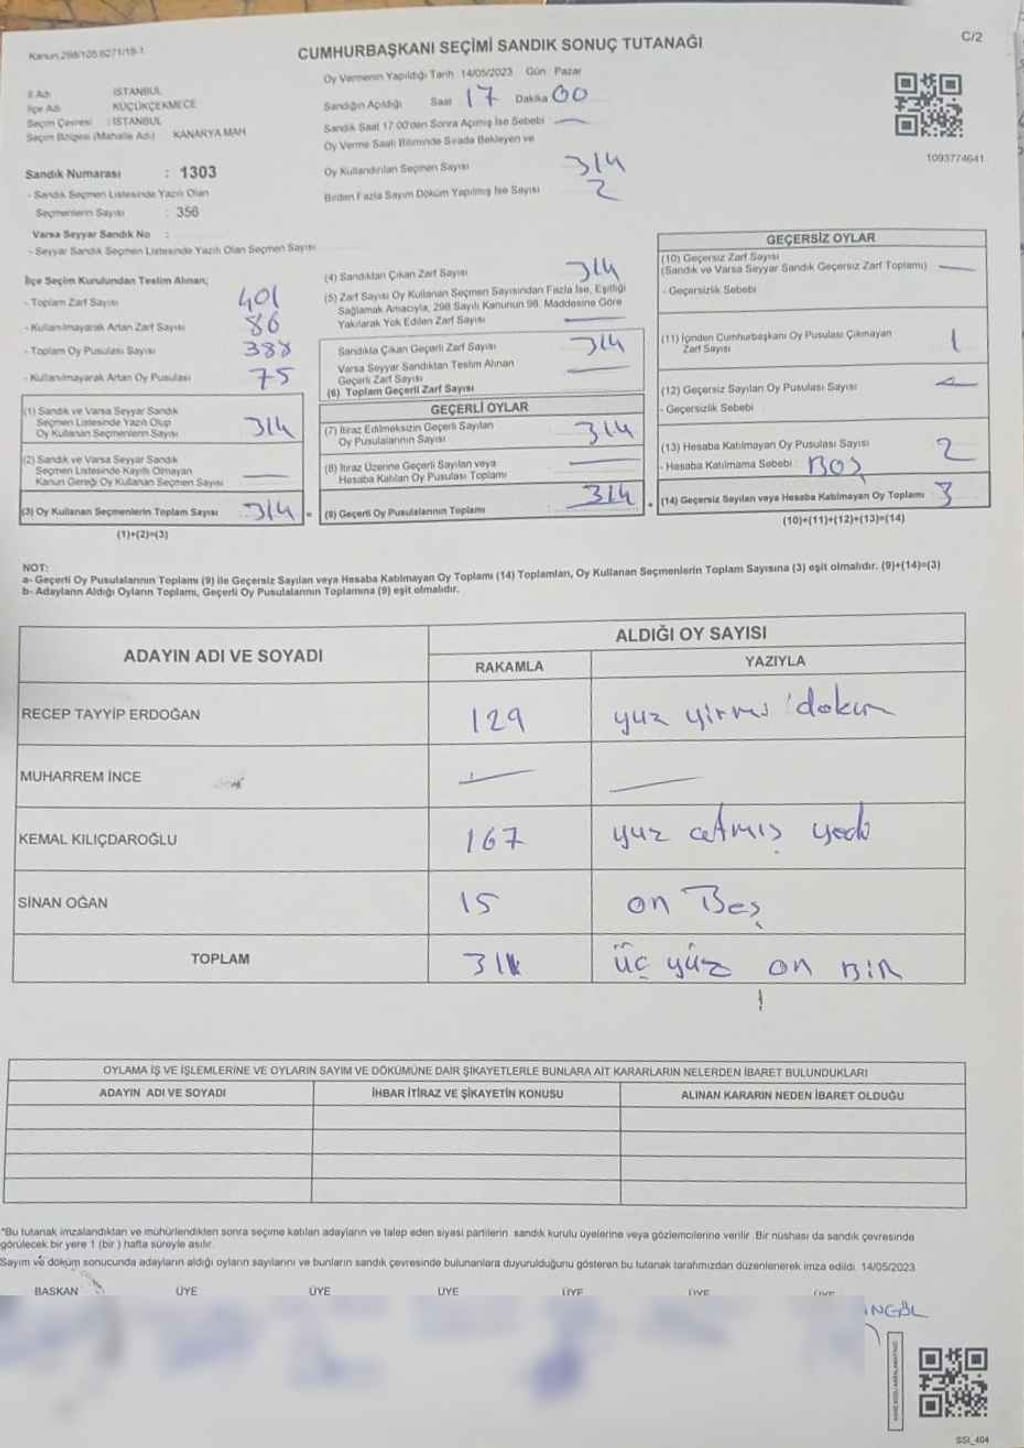 Kanun 298/105 6271/19-1
CUMHURBAŞKANI SEÇİMİ SANDIK SONUÇ TUTANAĞI
C/2
Oy Vermenin Yapıldığı Tarih 14/05/2023 Gün Pazar
İl Adı İSTANBUL
İlçe Adı KÜÇÜKÇEKMECE
Seçim Çevresi : İSTANBUL
Seçim Bölgesi (Mahalle Adı) KANARYA MAH
Sandığın Açıldığı Saat 17 Dakika 00
Sandık Saat 17:00'den Sonra Açılmış İse Sebebi —
Oy Verme Saati Bitiminde Sırada Bekleyen ve
Oy Kullandırılan Seçmen Sayısı 314
Birden Fazla Sayım Döküm Yapılmış İse Sayısı 2
1093774641
Sandık Numarası : 1303
- Sandık Seçmen Listesinde Yazılı Olan
Seçmenlerin Sayısı : 356
Varsa Seyyar Sandık No :
- Seyyar Sandık Seçmen Listesinde Yazılı Olan Seçmen Sayısı
İlçe Seçim Kurulundan Teslim Alınan;
- Toplam Zarf Sayısı 401
- Kullanılmayarak Artan Zarf Sayısı 86
- Toplam Oy Pusulası Sayısı 388
- Kullanılmayarak Artan Oy Pusulası 75
(1) Sandık ve Varsa Seyyar Sandık
Seçmen Listesinde Yazılı Olup
Oy Kullanan Seçmenlerin Sayısı 314
(2) Sandık ve Varsa Seyyar Sandık
Seçmen Listesinde Kayıtlı Olmayan
Kanun Gereği Oy Kullanan Seçmen Sayısı —
(3) Oy Kullanan Seçmenlerin Toplam Sayısı 314 =
(1)+(2)=(3)
(4) Sandıktan Çıkan Zarf Sayısı 314
(5) Zarf Sayısı Oy Kullanan Seçmen Sayısından Fazla İse, Eşitliği
Sağlamak Amacıyla, 298 Sayılı Kanunun 98. Maddesine Göre
Yakılarak Yok Edilen Zarf Sayısı —
Sandıkta Çıkan Geçerli Zarf Sayısı 314
Varsa Seyyar Sandıktan Teslim Alınan
Geçerli Zarf Sayısı —
(6) Toplam Geçerli Zarf Sayısı
GEÇERLİ OYLAR
(7) İtiraz Edilmeksizin Geçerli Sayılan
Oy Pusulalarının Sayısı 314
(8) İtiraz Üzerine Geçerli Sayılan veya
Hesaba Katılan Oy Pusulası Toplamı —
(9) Geçerli Oy Pusulalarının Toplamı 314
GEÇERSİZ OYLAR
(10) Geçersiz Zarf Sayısı
(Sandık ve Varsa Seyyar Sandık Geçersiz Zarf Toplamı) —
- Geçersizlik Sebebi
(11) İçinden Cumhurbaşkanı Oy Pusulası Çıkmayan
Zarf Sayısı 1
(12) Geçersiz Sayılan Oy Pusulası Sayısı
- Geçersizlik Sebebi
(13) Hesaba Katılmayan Oy Pusulası Sayısı 2
- Hesaba Katılmama Sebebi BOŞ
(14) Geçersiz Sayılan veya Hesaba Katılmayan Oy Toplamı 3
(10)+(11)+(12)+(13)=(14)
NOT:
a- Geçerli Oy Pusulalarının Toplamı (9) ile Geçersiz Sayılan veya Hesaba Katılmayan Oy Toplamı (14) Toplamları, Oy Kullanan Seçmenlerin Toplam Sayısına (3) eşit olmalıdır. (9)+(14)=(3)
b- Adayların Aldığı Oyların Toplamı, Geçerli Oy Pusulalarının Toplamına (9) eşit olmalıdır.
ADAYIN ADI VE SOYADI ALDIĞI OY SAYISI
RAKAMLA YAZIYLA
RECEP TAYYİP ERDOĞAN 129 yüz yirmi dokuz
MUHARREM İNCE — —
KEMAL KILIÇDAROĞLU 167 yüz atmış yedi
SİNAN OĞAN 15 on Beş
TOPLAM 311 üç yüz on BİR
OYLAMA İŞ VE İŞLEMLERİNE VE OYLARIN SAYIM VE DÖKÜMÜNE DAİR ŞİKAYETLERLE BUNLARA AİT KARARLARIN NELERDEN İBARET BULUNDUKLARI
ADAYIN ADI VE SOYADI İHBAR İTİRAZ VE ŞİKAYETİN KONUSU ALINAN KARARIN NEDEN İBARET OLDUĞU
*Bu tutanak imzalandıktan ve mühürlendikten sonra seçime katılan adayların ve talep eden siyasi partilerin sandık kurulu üyelerine veya gözlemcilerine verilir. Bir nüshası da sandık çevresinde
görülecek bir yere 1 (bir ) hafta süreyle asılır.
Sayım ve döküm sonucunda adayların aldığı oyların sayılarını ve bunların sandık çevresinde bulunanlara duyurulduğunu gösteren bu tutanak tarafımızdan düzenlenerek imza edildi. 14/05/2023
BAŞKAN ÜYE ÜYE ÜYE ÜYE ÜYE ÜYE
İNGÖL
SSI_404